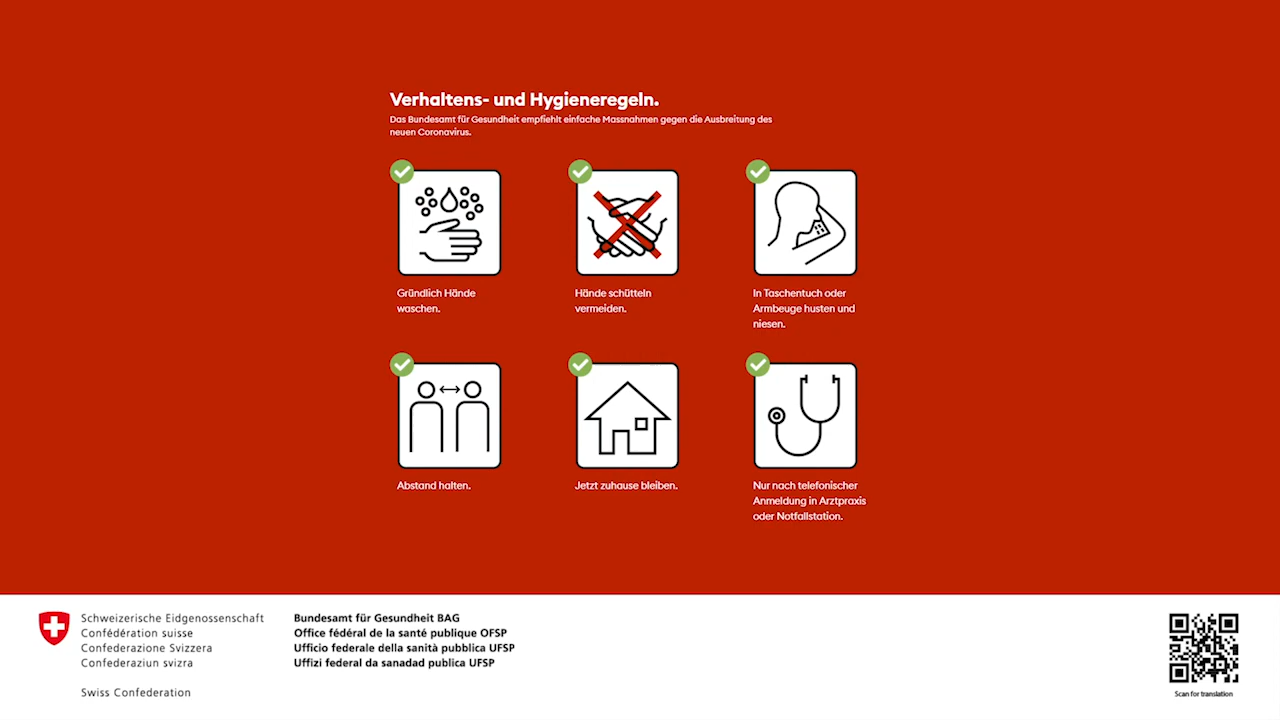 Verhaltens- und Hygieneregeln.
Das Bundesamt für Gesundheit empfiehlt einfache Massnahmen gegen die Ausbreitung des
neuen Coronavirus.
Gründlich Hände
waschen.
Hände schütteln
vermeiden.
In Taschentuch oder
Armbeuge husten und
niesen.
Abstand halten.
Jetzt zuhause bleiben.
Nur nach telefonischer
Anmeldung in Arztpraxis
oder Notfallstation.
Schweizerische Eidgenossenschaft
Confédération suisse
Confederazione Svizzera
Confederaziun svizra
Swiss Confederation
Bundesamt für Gesundheit BAG
Office fédéral de la santé publique OFSP
Ufficio federale della sanità pubblica UFSP
Uffizi federal da sanadad publica UFSP
Scan for translation